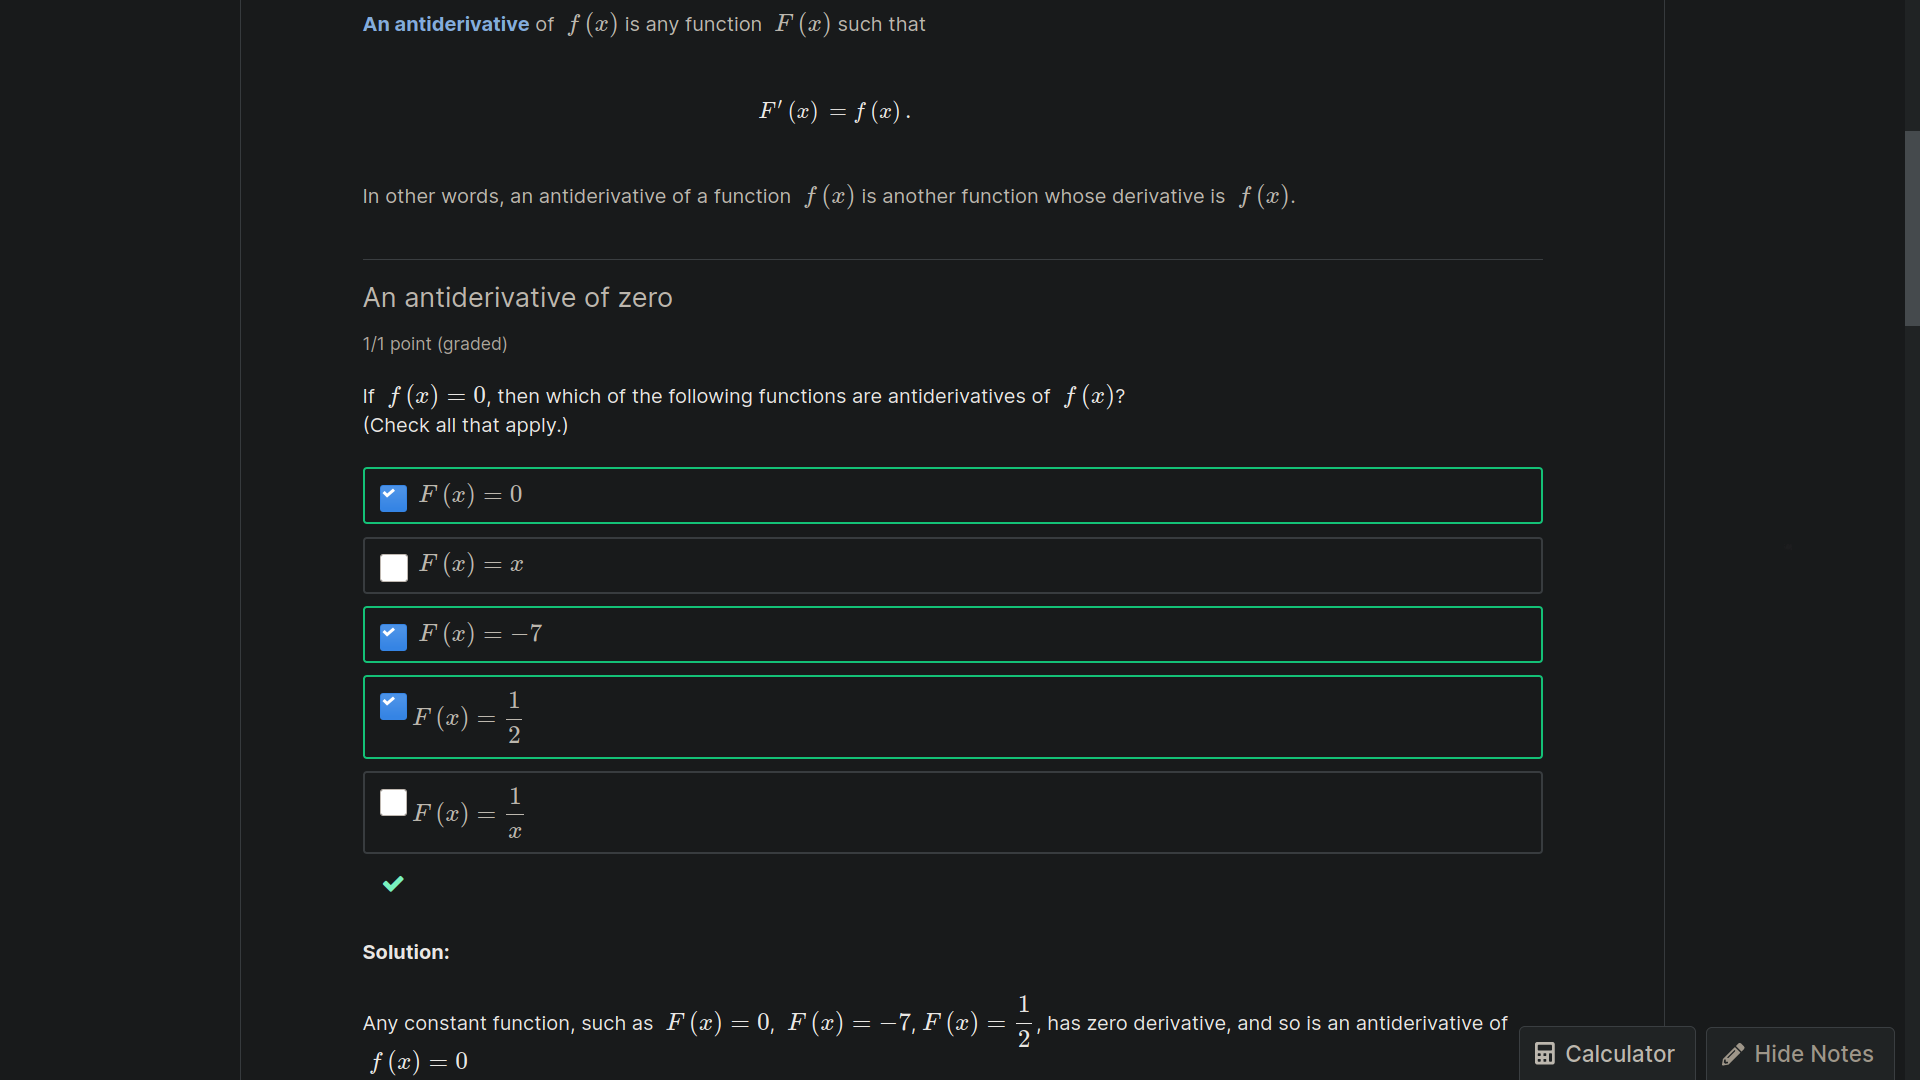 An antiderivative of f (x) is any function F (x) such that
F′ (x) = f (x) .
In other words, an antiderivative of a function f (x) is another function whose derivative is f (x).
An antiderivative of zero
1/1 point (graded)
If f (x) = 0, then which of the following functions are antiderivatives of f (x)?
(Check all that apply.)
F (x) = 0
F (x) = x
F (x) = −7
F (x) = 1/2
F (x) = 1/x
Solution:
Any constant function, such as F (x) = 0, F (x) = −7, F (x) = 1/2, has zero derivative, and so is an antiderivative of
f (x) = 0
Calculator
Hide Notes